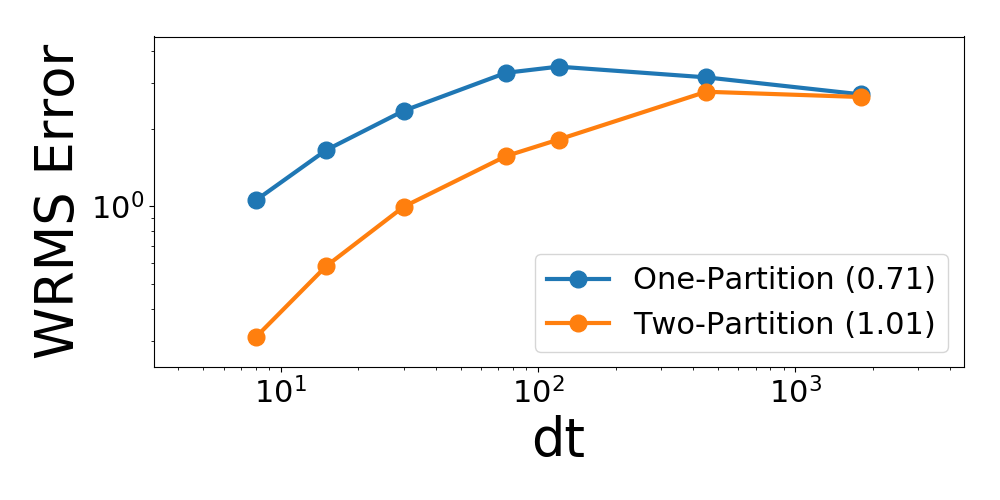 WRMS Error
10⁰
One-Partition (0.71)
Two-Partition (1.01)
10¹ 10² 10³
dt